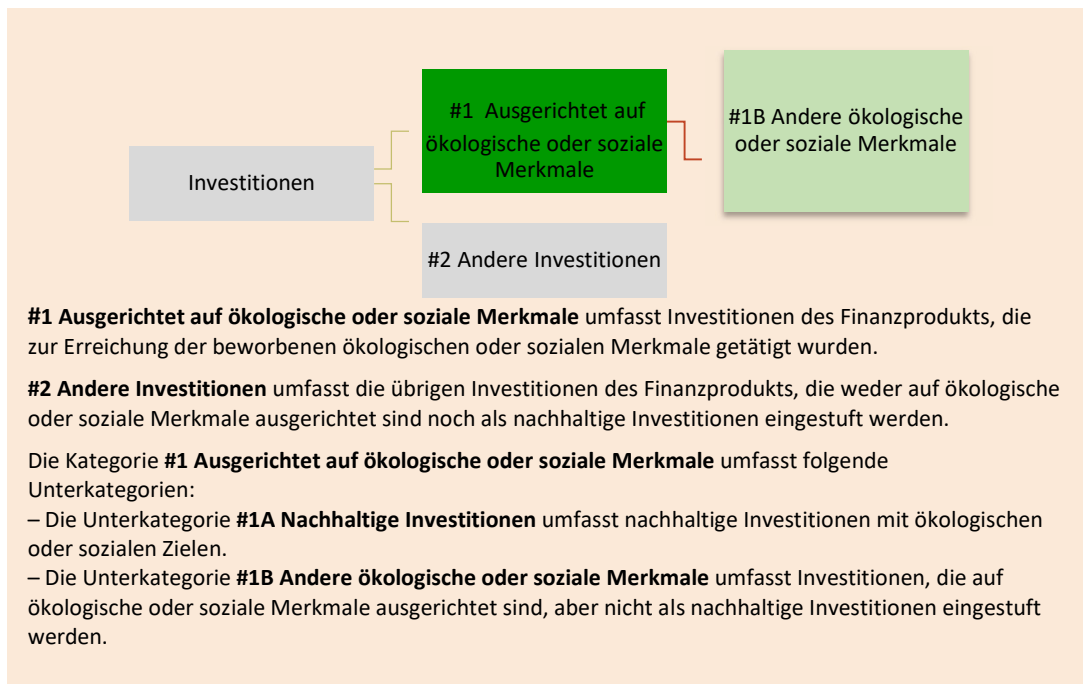 #1 Ausgerichtet auf
ökologische oder soziale
Merkmale
#1B Andere ökologische
oder soziale Merkmale
Investitionen
#2 Andere Investitionen
#1 Ausgerichtet auf ökologische oder soziale Merkmale umfasst Investitionen des Finanzprodukts, die
zur Erreichung der beworbenen ökologischen oder sozialen Merkmale getätigt wurden.
#2 Andere Investitionen umfasst die übrigen Investitionen des Finanzprodukts, die weder auf ökologische
oder soziale Merkmale ausgerichtet sind noch als nachhaltige Investitionen eingestuft werden.
Die Kategorie #1 Ausgerichtet auf ökologische oder soziale Merkmale umfasst folgende
Unterkategorien:
– Die Unterkategorie #1A Nachhaltige Investitionen umfasst nachhaltige Investitionen mit ökologischen
oder sozialen Zielen.
– Die Unterkategorie #1B Andere ökologische oder soziale Merkmale umfasst Investitionen, die auf
ökologische oder soziale Merkmale ausgerichtet sind, aber nicht als nachhaltige Investitionen eingestuft
werden.